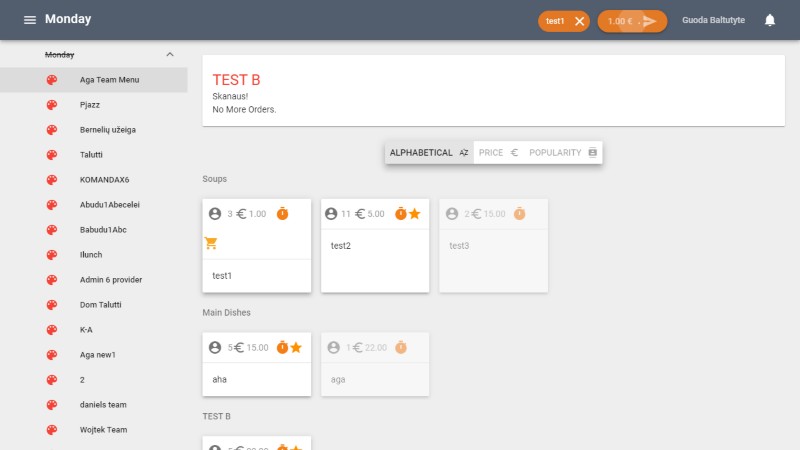 Monday
test1
1.00 €
Guoda Baltutyte
Monday
Aga Team Menu
Pjazz
Bernelių užeiga
Talutti
KOMANDAX6
Abudu1Abecelei
Babudu1Abc
Ilunch
Admin 6 provider
Dom Talutti
K-A
Aga new1
2
daniels team
Wojtek Team
TEST B
Skanaus!
No More Orders.
ALPHABETICAL
PRICE €
POPULARITY
Soups
3 € 1.00
test1
11 € 5.00
test2
2 € 15.00
test3
Main Dishes
5 € 15.00
aha
1 € 22.00
aga
TEST B